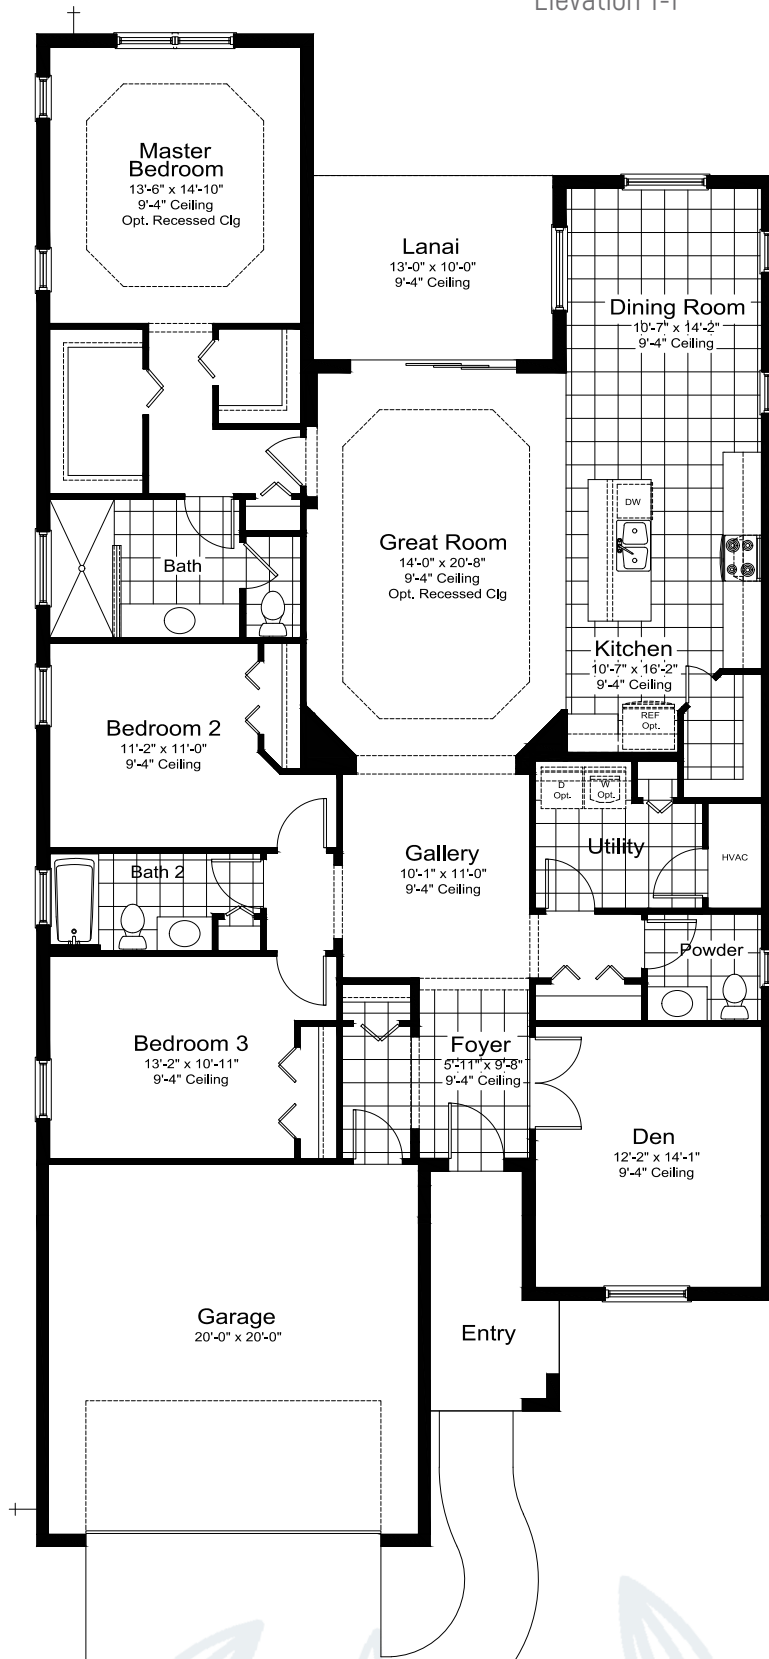 Elevation 1-1
Master
Bedroom
13'-6" x 14'-10"
9'-4" Ceiling
Opt. Recessed Clg
Lanai
13'-0" x 10'-0"
9'-4" Ceiling
Dining Room
10'-7" x 14'-2"
9'-4" Ceiling
DW
Great Room
14'-0" x 20'-8"
9'-4" Ceiling
Opt. Recessed Clg
Bath
Kitchen
10'-7" x 16'-2"
9'-4" Ceiling
REF
Opt.
Bedroom 2
11'-2" x 11'-0"
9'-4" Ceiling
D
Opt.
W
Opt.
Utility
HVAC
Gallery
10'-1" x 11'-0"
9'-4" Ceiling
Bath 2
Powder
Bedroom 3
13'-2" x 10'-11"
9'-4" Ceiling
Foyer
5'-11" x 9'-8"
9'-4" Ceiling
Den
12'-2" x 14'-1"
9'-4" Ceiling
Garage
20'-0" x 20'-0"
Entry